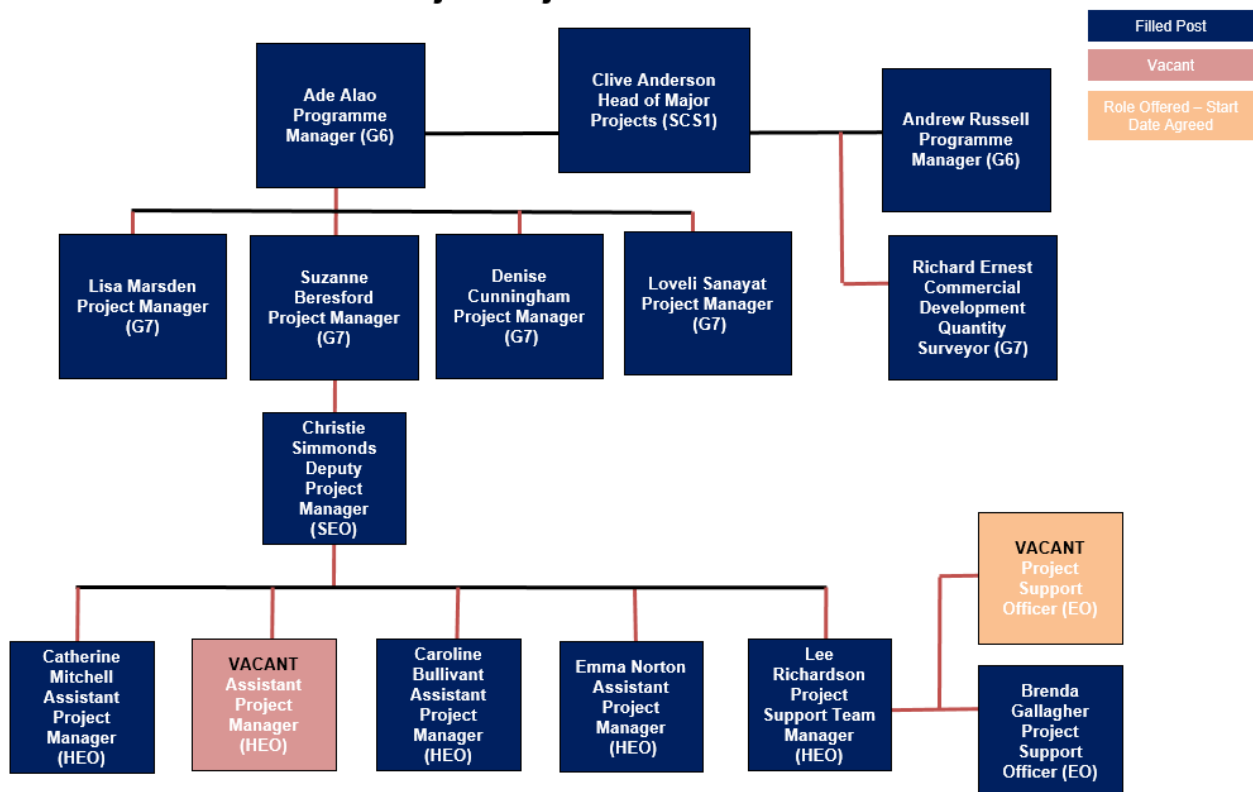 Ade Alao
Programme
Manager (G6)
Clive Anderson
Head of Major
Projects (SCS1)
Andrew Russell
Programme
Manager (G6)
Filled Post
Vacant
Role Offered – Start
Date Agreed
Lisa Marsden
Project Manager
(G7)
Suzanne
Beresford
Project Manager
(G7)
Denise
Cunningham
Project Manager
(G7)
Loveli Sanayat
Project Manager
(G7)
Richard Ernest
Commercial
Development
Quantity
Surveyor (G7)
Christie
Simmonds
Deputy
Project
Manager
(SEO)
Catherine
Mitchell
Assistant
Project
Manager
(HEO)
VACANT
Assistant
Project
Manager
(HEO)
Caroline
Bullivant
Assistant
Project
Manager
(HEO)
Emma Norton
Assistant
Project
Manager
(HEO)
Lee
Richardson
Project
Support Team
Manager
(HEO)
VACANT
Project
Support
Officer (EO)
Brenda
Gallagher
Project
Support
Officer (EO)